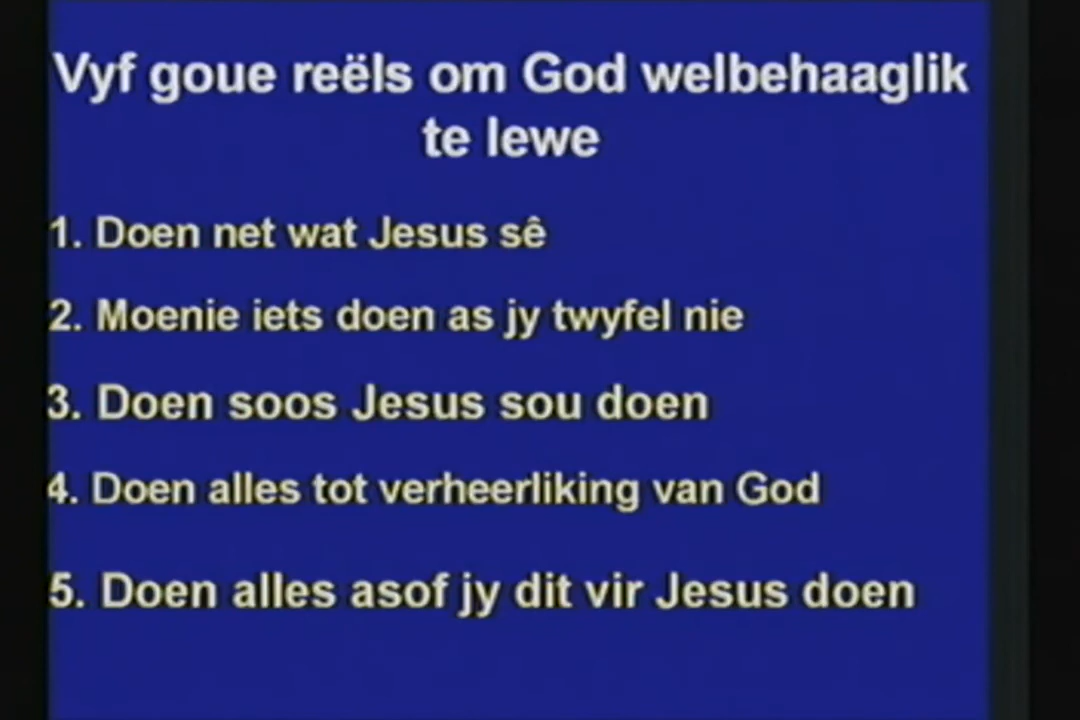 Vyf goue reëls om God welbehaaglik
te lewe
1. Doen net wat Jesus sê
2. Moenie iets doen as jy twyfel nie
3. Doen soos Jesus sou doen
4. Doen alles tot verheerliking van God
5. Doen alles asof jy dit vir Jesus doen